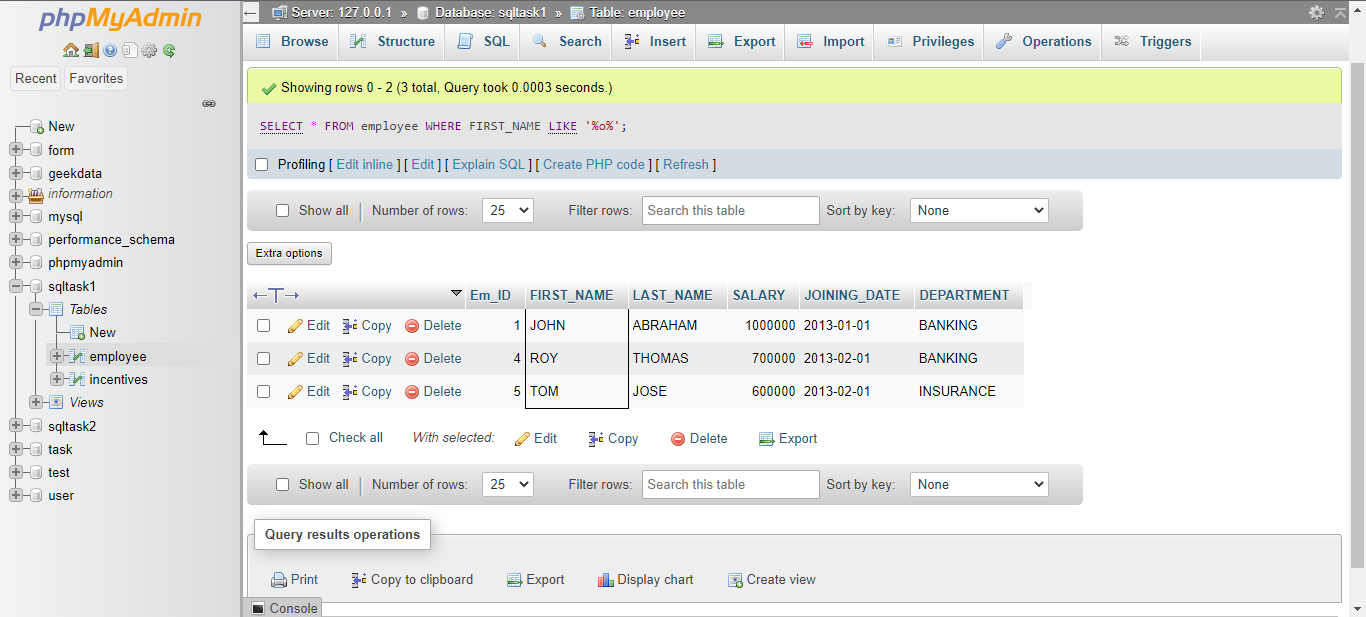 phpMyAdmin
Recent Favorites
New
form
geekdata
information
mysql
performance_schema
phpmyadmin
sqltask1
Tables
New
employee
incentives
Views
sqltask2
task
test
user
Server: 127.0.0.1 » Database: sqltask1 » Table: employee
Browse Structure SQL Search Insert Export Import Privileges Operations Triggers
Showing rows 0 - 2 (3 total, Query took 0.0003 seconds.)
SELECT * FROM employee WHERE FIRST_NAME LIKE '%o%';
Profiling [ Edit inline ] [ Edit ] [ Explain SQL ] [ Create PHP code ] [ Refresh ]
Show all Number of rows: 25 Filter rows: Search this table Sort by key: None
Extra options
←T→ Em_ID FIRST_NAME LAST_NAME SALARY JOINING_DATE DEPARTMENT
Edit Copy Delete 1 JOHN ABRAHAM 1000000 2013-01-01 BANKING
Edit Copy Delete 4 ROY THOMAS 700000 2013-02-01 BANKING
Edit Copy Delete 5 TOM JOSE 600000 2013-02-01 INSURANCE
Check all With selected: Edit Copy Delete Export
Show all Number of rows: 25 Filter rows: Search this table Sort by key: None
Query results operations
Print Copy to clipboard Export Display chart Create view
Console